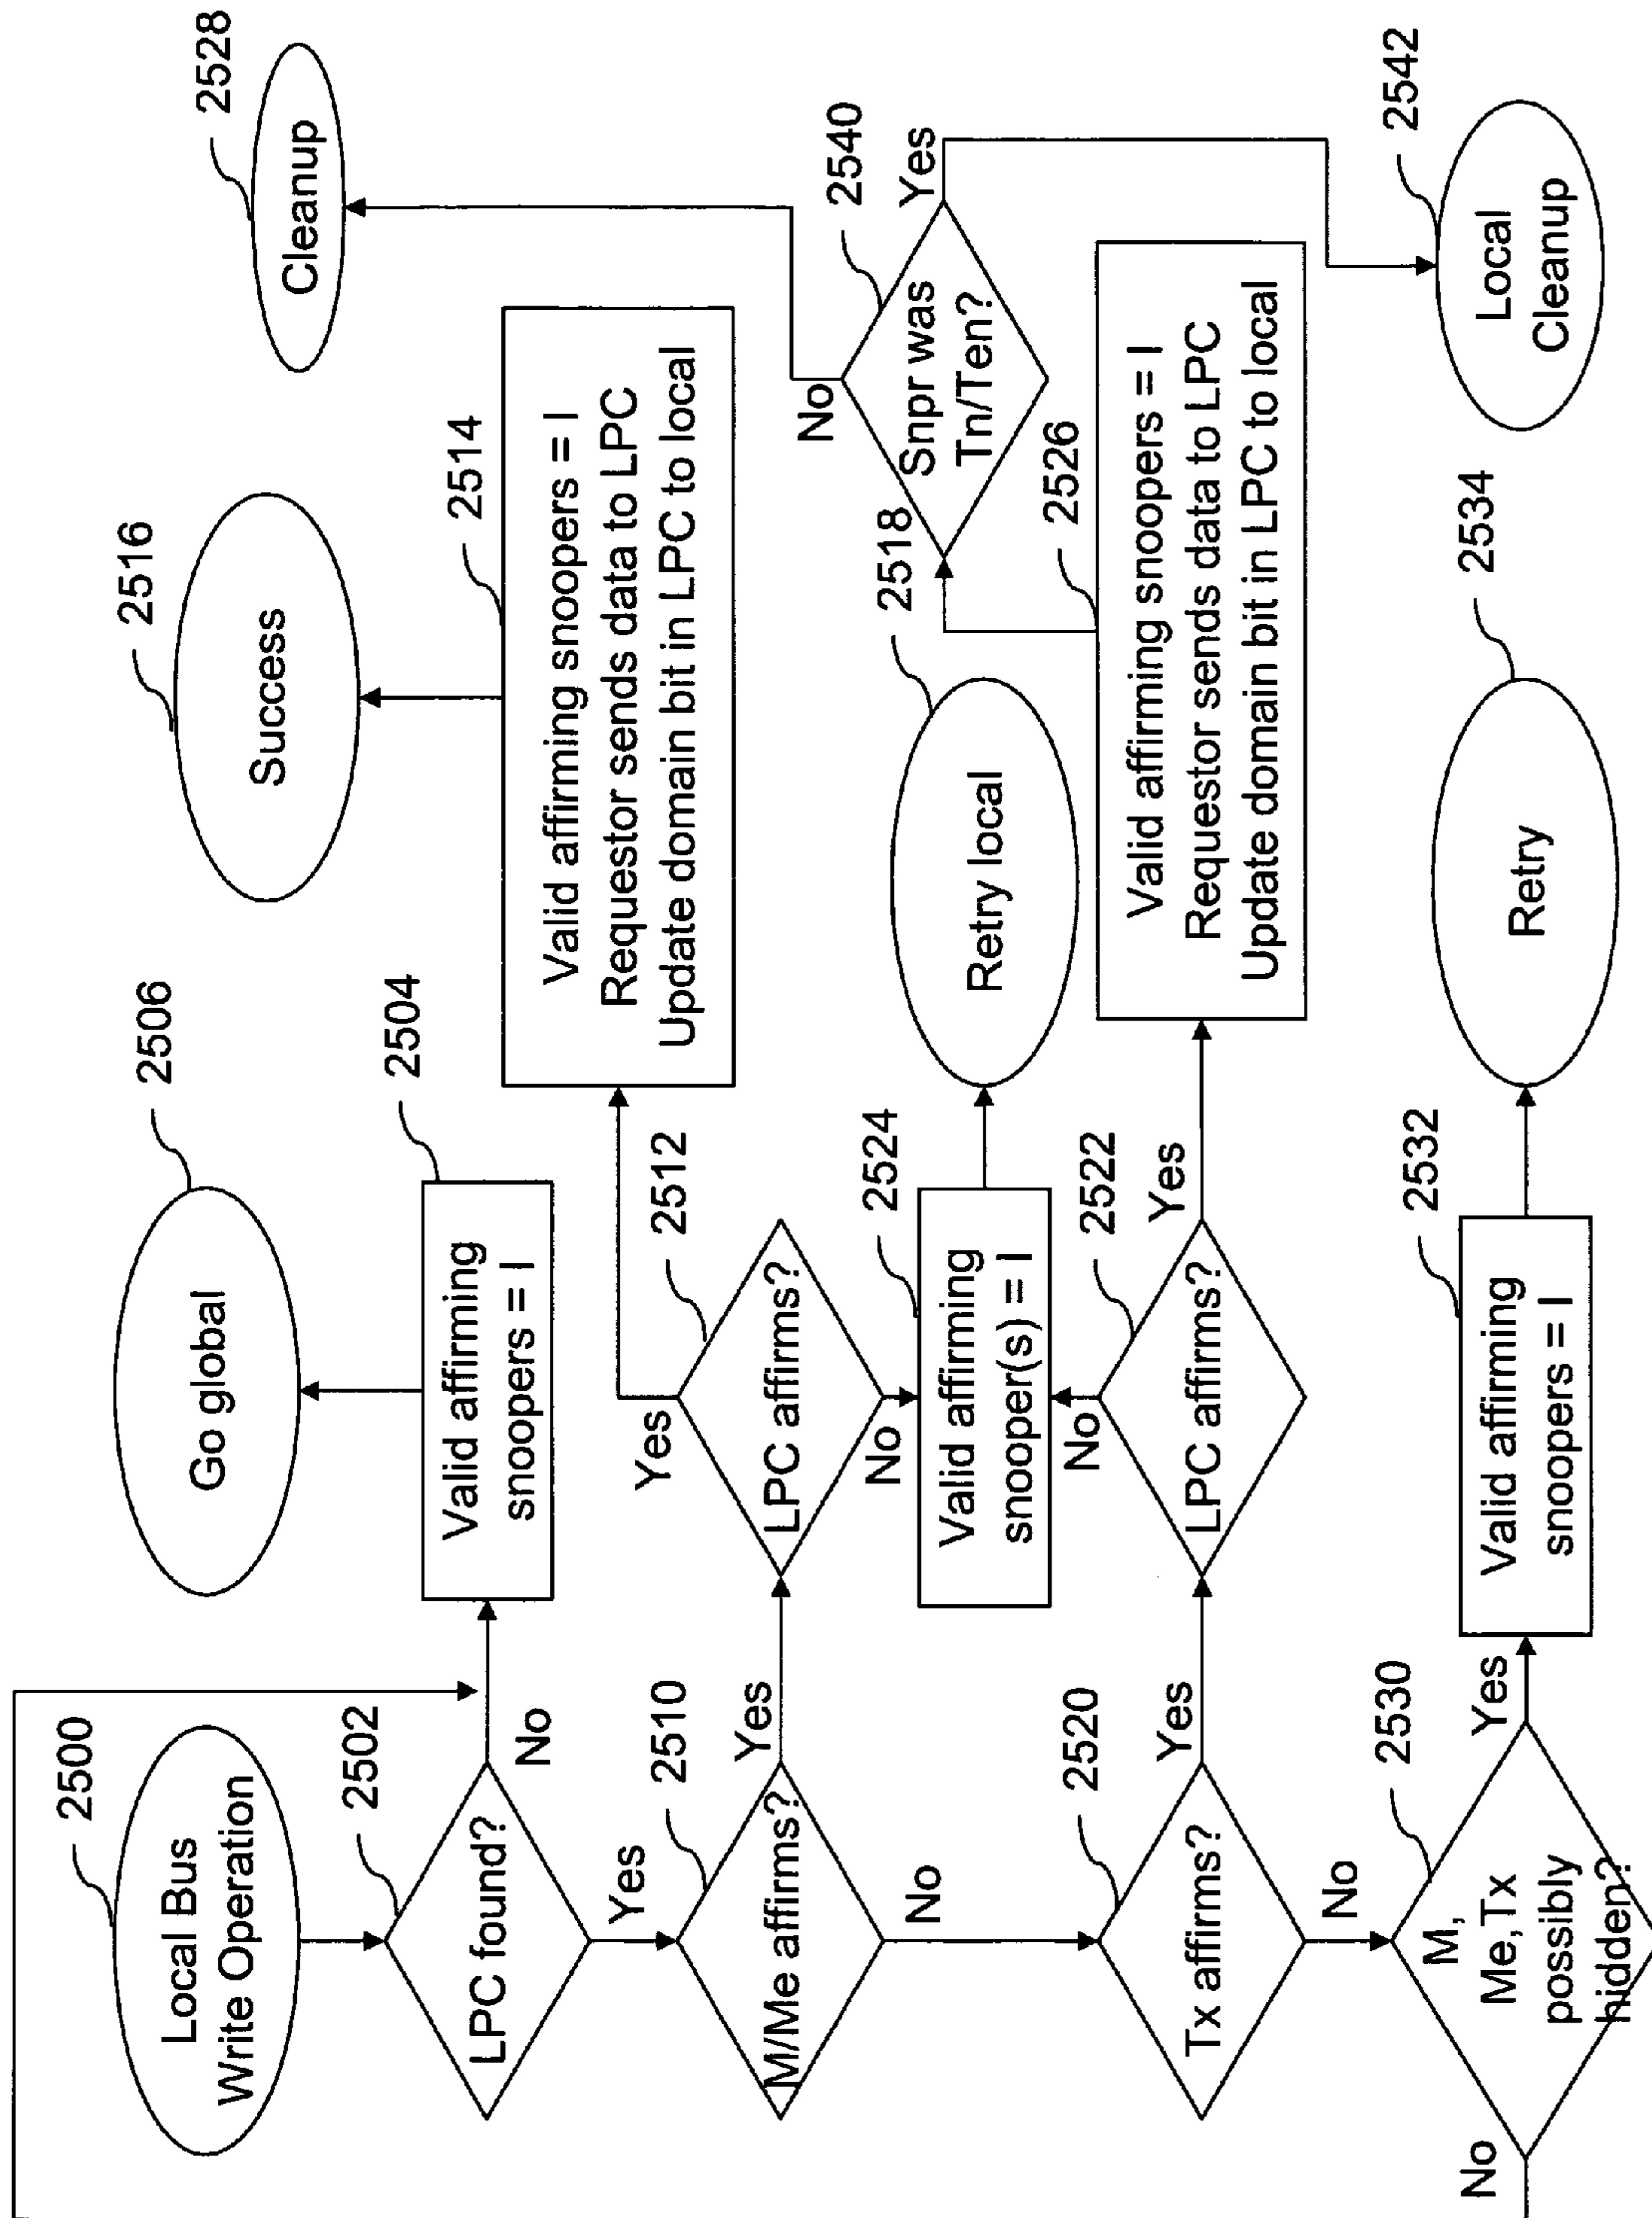 2500
Local Bus
Write Operation
2502
LPC found?
No
Yes
2504
Valid affirming
snoopers = I
2506
Go global
2510
M/Me affirms?
Yes
No
2512
LPC affirms?
Yes
No
2514
Valid affirming snoopers = I
Requestor sends data to LPC
Update domain bit in LPC to local
2516
Success
2520
Tx affirms?
Yes
No
2522
LPC affirms?
No
Yes
2524
Valid affirming
snooper(s) = I
2518
Retry local
2526
Valid affirming snoopers = I
Requestor sends data to LPC
Update domain bit in LPC to local
2540
Snpr was
Tn/Ten?
No
Yes
2528
Cleanup
2542
Local
Cleanup
2530
M,
Me,Tx
possibly
hidden?
No
Yes
2532
Valid affirming
snoopers = I
2534
Retry